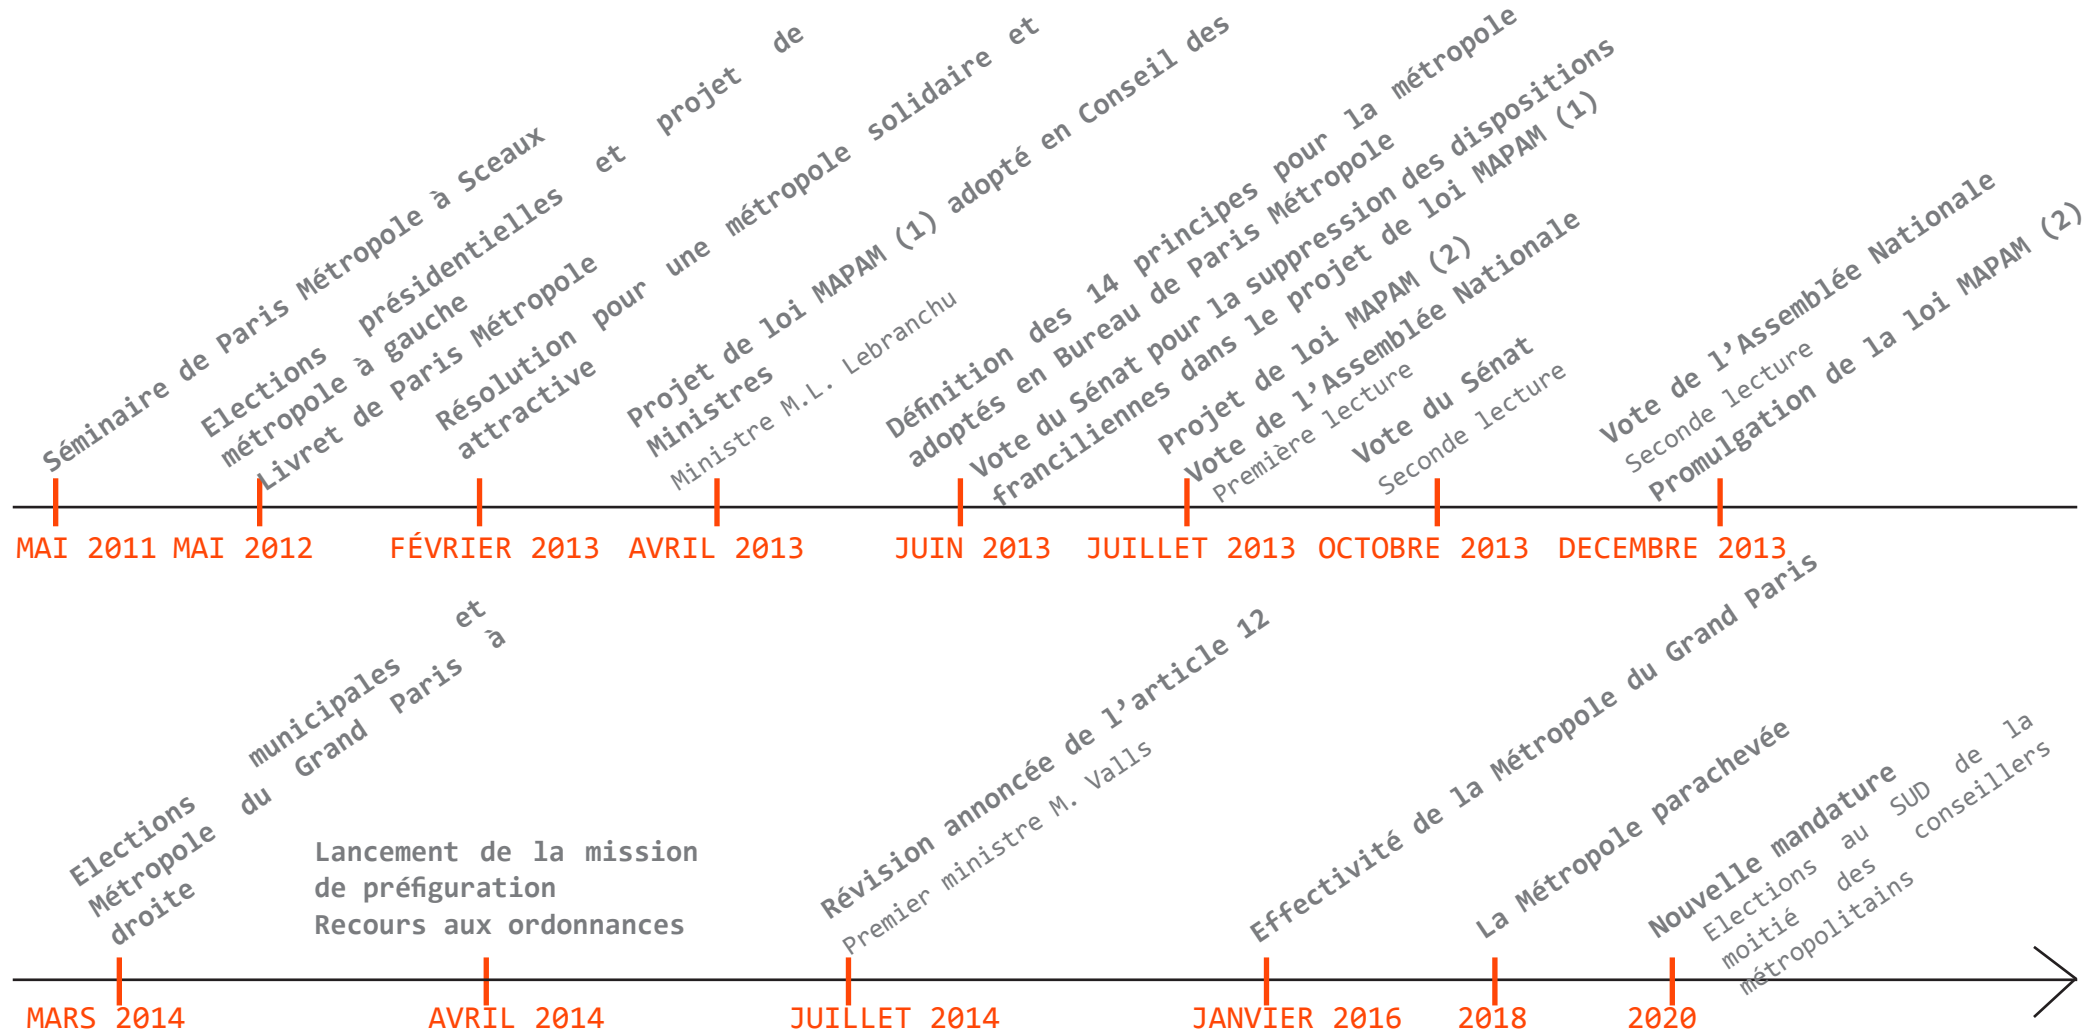 Séminaire de Paris Métropole à Sceaux
Elections présidentielles et projet de
métropole à gauche
Livret de Paris Métropole
Résolution pour une métropole solidaire et
attractive
Projet de loi MAPAM (1) adopté en Conseil des
Ministres
Ministre M.L. Lebranchu
Définition des 14 principes pour la métropole
adoptés en Bureau de Paris Métropole
Vote du Sénat pour la suppression des dispositions
franciliennes dans le projet de loi MAPAM (1)
Projet de loi MAPAM (2)
Vote de l’Assemblée Nationale
Première lecture
Vote du Sénat
Seconde lecture
Vote de l’Assemblée Nationale
Seconde lecture
Promulgation de la loi MAPAM (2)
MAI 2011
MAI 2012
FÉVRIER 2013
AVRIL 2013
JUIN 2013
JUILLET 2013
OCTOBRE 2013
DECEMBRE 2013
Elections municipales et
Métropole du Grand Paris à
droite
Lancement de la mission
de préfiguration
Recours aux ordonnances
Révision annoncée de l’article 12
Premier ministre M. Valls
Effectivité de la Métropole du Grand Paris
La Métropole parachevée
Nouvelle mandature
Elections au SUD de la
moitié des conseillers
métropolitains
MARS 2014
AVRIL 2014
JUILLET 2014
JANVIER 2016
2018
2020